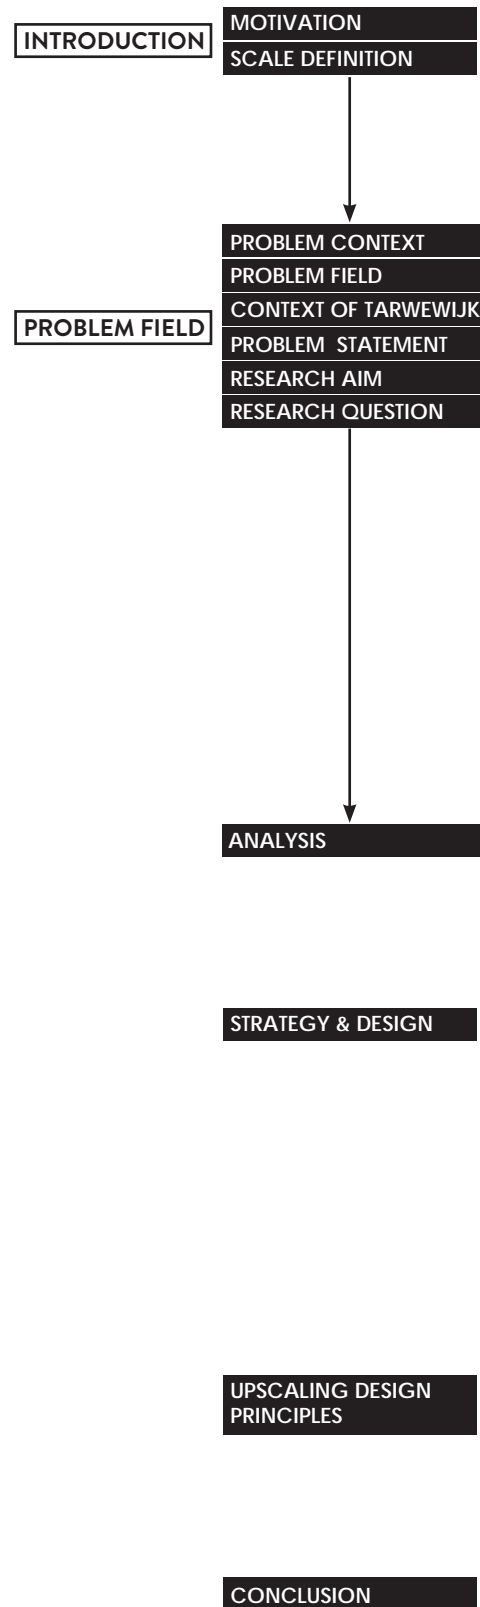 INTRODUCTION
MOTIVATION
SCALE DEFINITION
PROBLEM FIELD
PROBLEM CONTEXT
PROBLEM FIELD
CONTEXT OF TARWEWIJK
PROBLEM STATEMENT
RESEARCH AIM
RESEARCH QUESTION
ANALYSIS
STRATEGY & DESIGN
UPSCALING DESIGN
PRINCIPLES
CONCLUSION